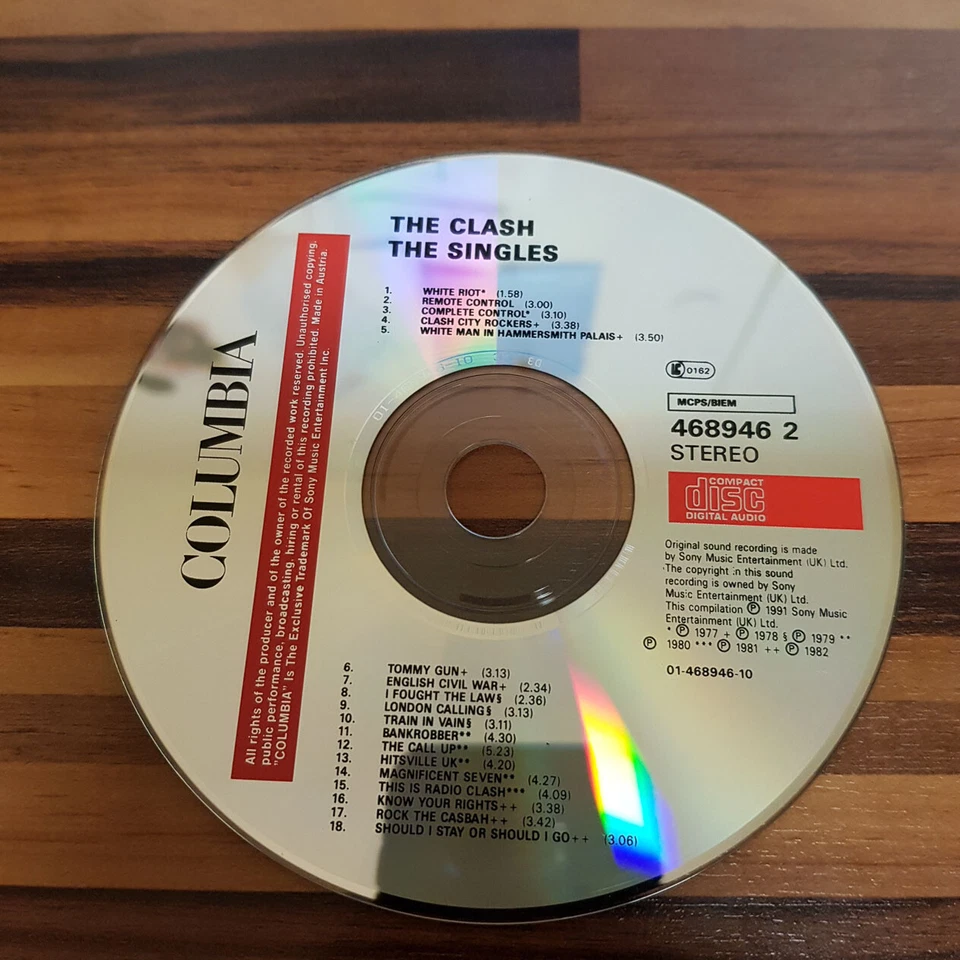 THE CLASH
THE SINGLES
1. WHITE RIOT* (1.58)
2. REMOTE CONTROL (3.00)
3. COMPLETE CONTROL* (3.10)
4. CLASH CITY ROCKERS+ (3.38)
5. WHITE MAN IN HAMMERSMITH PALAIS+ (3.50)
COLUMBIA
All rights of the producer and of the owner of the recorded work reserved. Unauthorised copying,
public performance, broadcasting, hiring or rental of this recording prohibited. Made in Austria.
"COLUMBIA" Is The Exclusive Trademark Of Sony Music Entertainment Inc.
LC 0162
MCPS/BIEM
468946 2
STEREO
COMPACT
disc
DIGITAL AUDIO
Original sound recording is made
by Sony Music Entertainment (UK) Ltd.
The copyright in this sound
recording is owned by Sony
Music Entertainment (UK) Ltd.
This compilation ℗ 1991 Sony Music
Entertainment (UK) Ltd.
* ℗ 1977 + ℗ 1978 § ℗ 1979 **
℗ 1980 *** ℗ 1981 ++ ℗ 1982
01-468946-10
6. TOMMY GUN+ (3.13)
7. ENGLISH CIVIL WAR+ (2.34)
8. I FOUGHT THE LAW§ (2.36)
9. LONDON CALLING§ (3.13)
10. TRAIN IN VAIN§ (3.11)
11. BANKROBBER** (4.30)
12. THE CALL UP** (5.23)
13. HITSVILLE UK** (4.20)
14. MAGNIFICENT SEVEN** (4.27)
15. THIS IS RADIO CLASH*** (4.09)
16. KNOW YOUR RIGHTS++ (3.38)
17. ROCK THE CASBAH++ (3.42)
18. SHOULD I STAY OR SHOULD I GO++ (3.06)